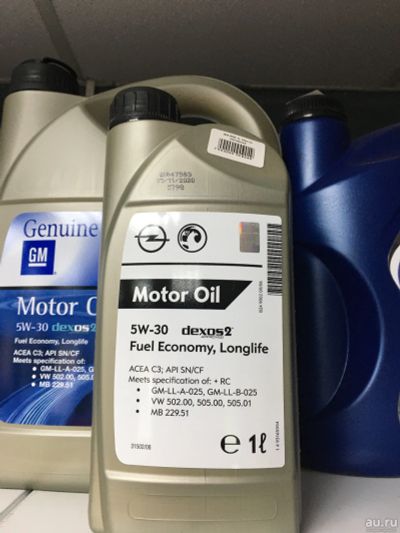 Genuine
GM
Motor O
5W-30 dexos2
Fuel Economy, Longlife
ACEA C3; API SN/CF
Meets specification of:
GM-LL-A-025,
VW 502.00, 505.00,
MB 229.51
15/11/2020
Motor Oil
5W-30 dexos2
Fuel Economy, Longlife
ACEA C3; API SN/CF
Meets specification of: + RC
• GM-LL-A-025, GM-LL-B-025
• VW 502.00, 505.00, 505.01
• MB 229.51
e 1ℓ
au.ru